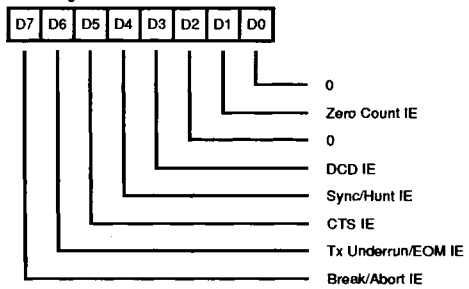 D7 D6 D5 D4 D3 D2 D1 D0
0
Zero Count IE
0
DCD IE
Sync/Hunt IE
CTS IE
Tx Underrun/EOM IE
Break/Abort IE